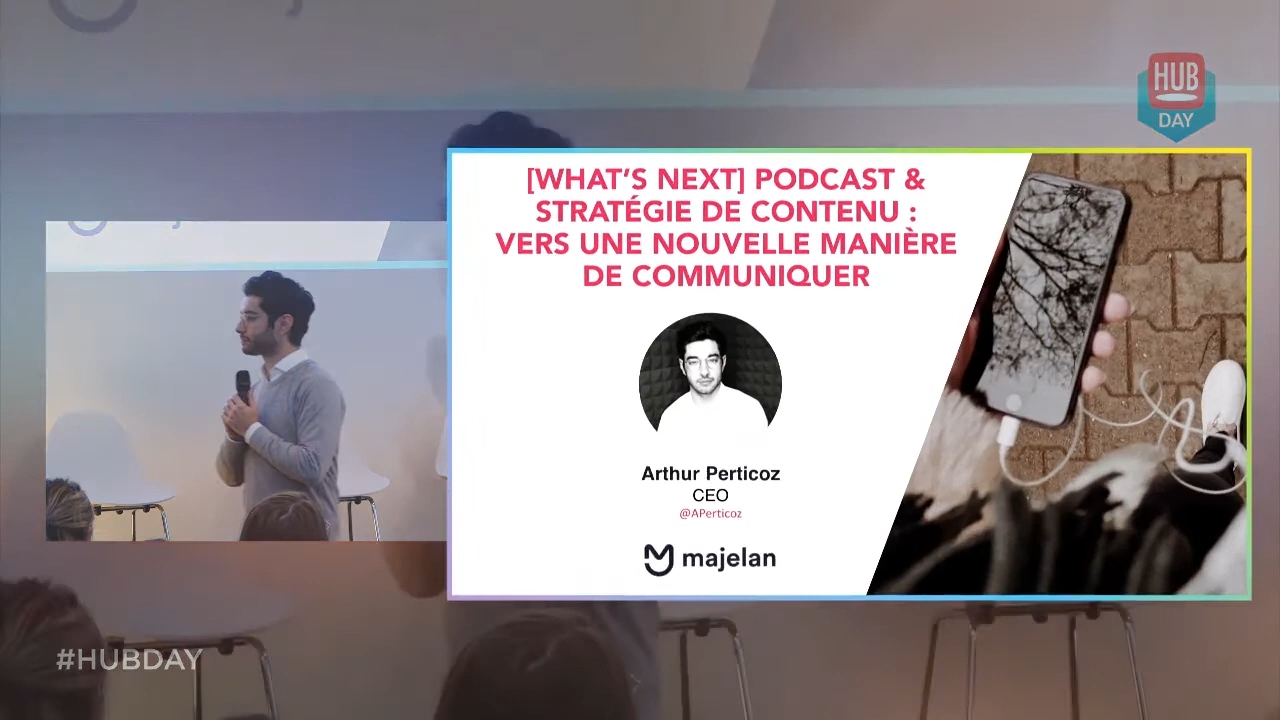 HUB
DAY
[WHAT'S NEXT] PODCAST &
STRATÉGIE DE CONTENU :
VERS UNE NOUVELLE MANIÈRE
DE COMMUNIQUER
Arthur Perticoz
CEO
@APerticoz
majelan
#HUBDAY